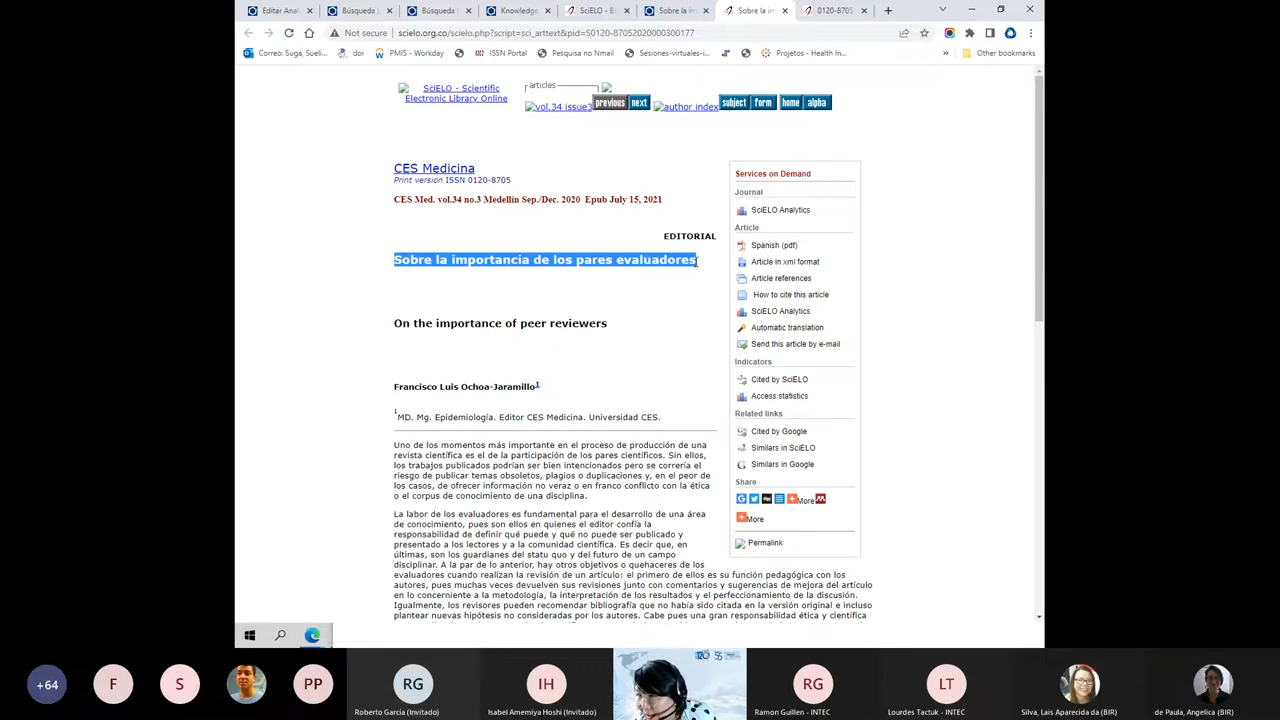 Editar Anal
Búsqueda
Búsqueda
Knowledge
SciELO - B
Sobre la im
Sobre la im
0120-8705
Not secure
scielo.org.co/scielo.php?script=sci_arttext&pid=S0120-87052020000300177
Correo: Suga, Sueli...
doi
PMIS - Workday
ISSN Portal
Pesquisa no Nmail
Sesiones-virtuales-i...
Projetos - Health In...
»
Other bookmarks
SciELO - Scientific
Electronic Library Online
articles
vol.34 issue3
previous
next
author index
subject
form
home
alpha
CES Medicina
Print version ISSN 0120-8705
CES Med. vol.34 no.3 Medellín Sep./Dec. 2020 Epub July 15, 2021
EDITORIAL
Sobre la importancia de los pares evaluadores
On the importance of peer reviewers
Francisco Luis Ochoa-Jaramillo1
1MD. Mg. Epidemiología. Editor CES Medicina. Universidad CES.
Uno de los momentos más importante en el proceso de producción de una
revista científica es el de la participación de los pares científicos. Sin ellos,
los trabajos publicados podrían ser bien intencionados pero se correría el
riesgo de publicar temas obsoletos, plagios o duplicaciones y, en el peor de
los casos, de ofrecer información no veraz o en franco conflicto con la ética
o el corpus de conocimiento de una disciplina.
La labor de los evaluadores es fundamental para el desarrollo de una área
de conocimiento, pues son ellos en quienes el editor confía la
responsabilidad de definir qué puede y qué no puede ser publicado y
presentado a los lectores y a la comunidad científica. Es decir que, en
últimas, son los guardianes del statu quo y del futuro de un campo
disciplinar. A la par de lo anterior, hay otros objetivos o quehaceres de los
evaluadores cuando realizan la revisión de un artículo: el primero de ellos es su función pedagógica con los
autores, pues muchas veces devuelven sus revisiones junto con comentarios y sugerencias de mejora del artículo
en lo concerniente a la metodología, la interpretación de los resultados y el perfeccionamiento de la discusión.
Igualmente, los revisores pueden recomendar bibliografía que no había sido citada en la versión original e incluso
plantear nuevas hipótesis no consideradas por los autores. Cabe pues una gran responsabilidad ética y científica
Services on Demand
Journal
SciELO Analytics
Article
Spanish (pdf)
Article in xml format
Article references
How to cite this article
SciELO Analytics
Automatic translation
Send this article by e-mail
Indicators
Cited by SciELO
Access statistics
Related links
Cited by Google
Similars in SciELO
Similars in Google
Share
More
More
Permalink
+64
F
S
PP
RG
Roberto García (Invitado)
IH
Isabel Amemiya Hoshi (Invitado)
RG
Ramon Guillen - INTEC
LT
Lourdes Tactuk - INTEC
Silva, Lais Aparecida da (BIR)
de Paula, Angelica (BIR)